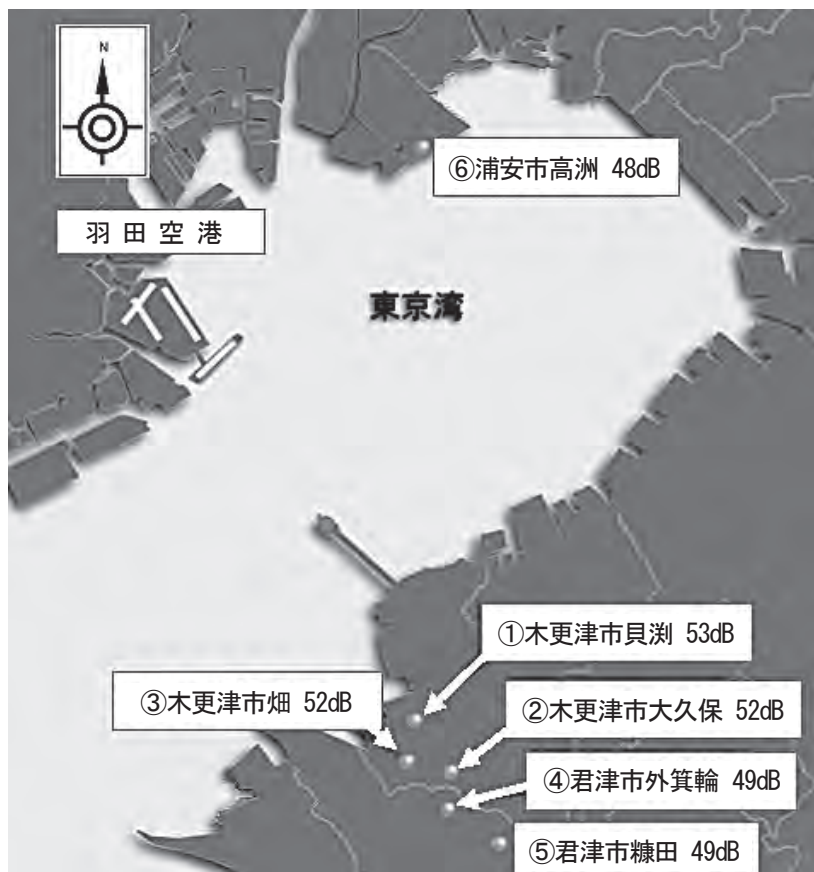 N
⑥浦安市高洲 48dB
羽田空港
東京湾
①木更津市貝渕 53dB
③木更津市畑 52dB
②木更津市大久保 52dB
④君津市外箕輪 49dB
⑤君津市糠田 49dB